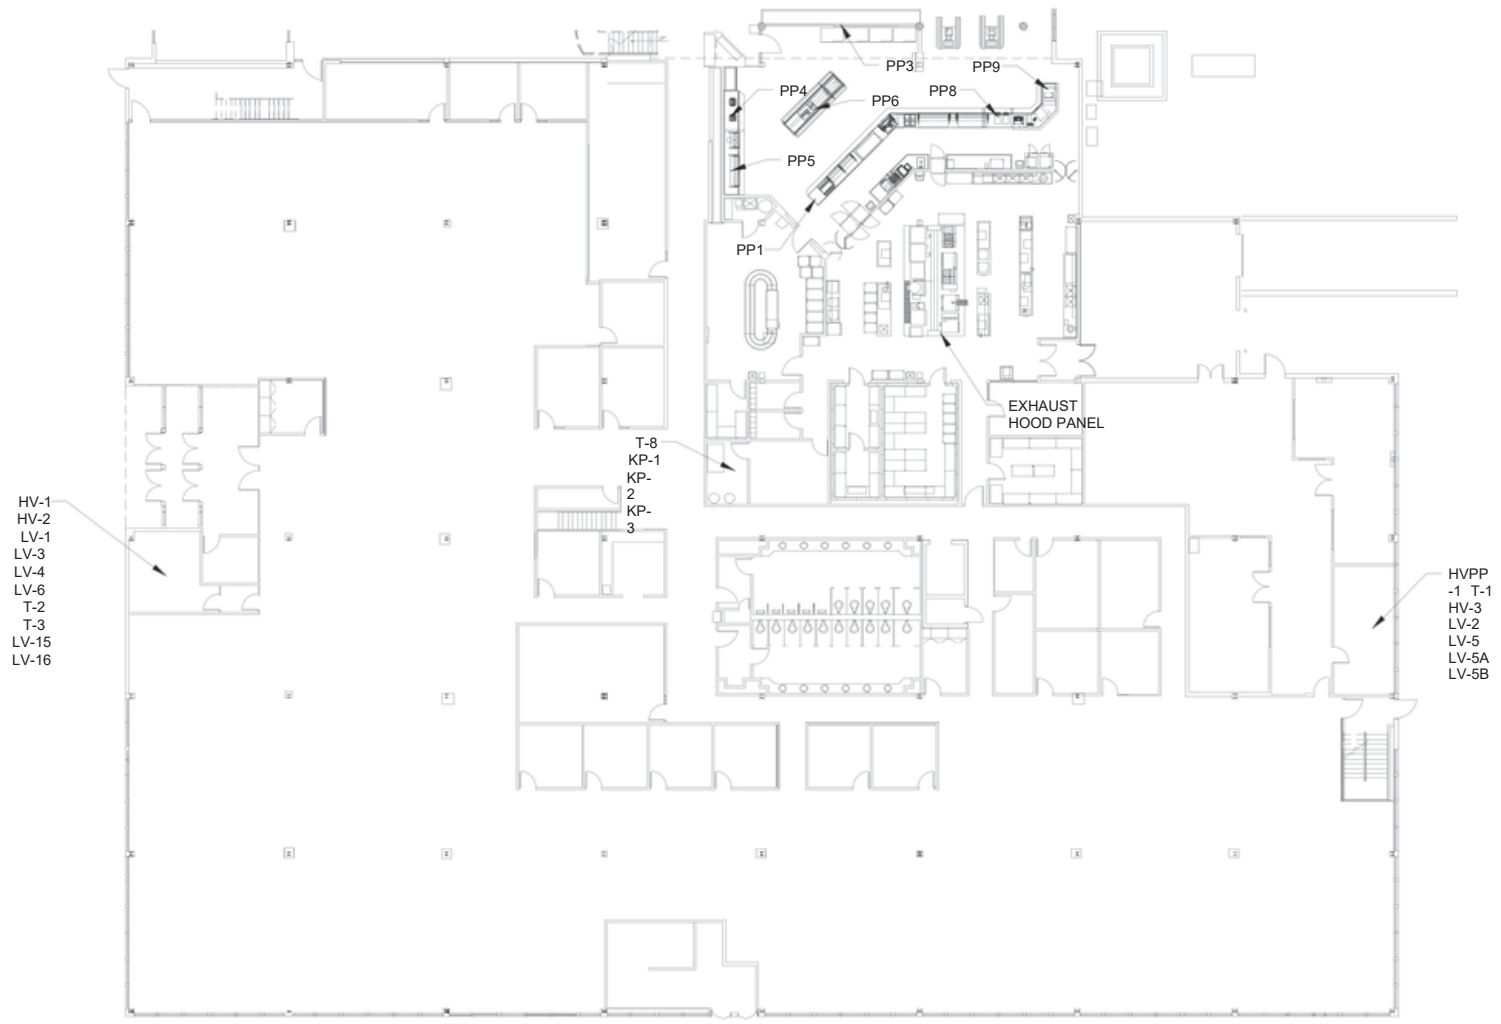 PP3
PP9
PP4
PP6
PP8
PP5
PP1
EXHAUST
HOOD PANEL
T-8
KP-1
KP-
2
KP-
3
HV-1
HV-2
LV-1
LV-3
LV-4
LV-6
T-2
T-3
LV-15
LV-16
HVPP
-1 T-1
HV-3
LV-2
LV-5
LV-5A
LV-5B